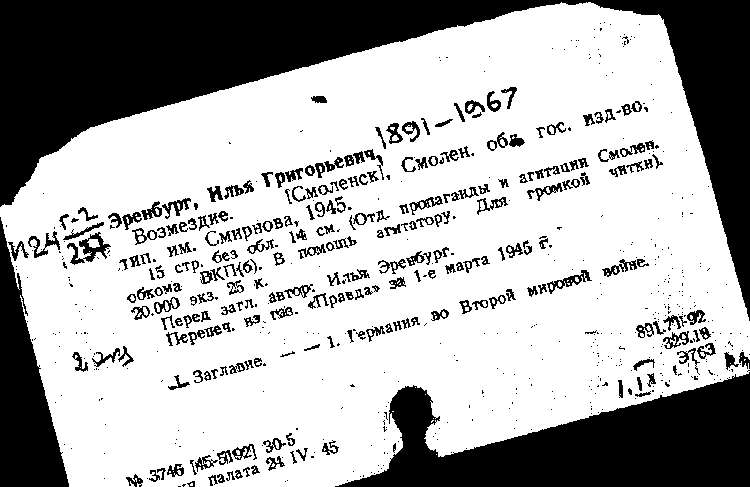 1891-1967
И24 Г-2
257
Эренбург, Илья Григорьевич,
Возмездие. [Смоленск], Смолен. обл. гос. изд-во,
тип. им. Смирнова, 1945.
15 стр. без обл. 14 см. (Отд. пропаганды и агитации Смолен.
обкома ВКП(б). В помощь агитатору. Для громкой читки).
20.000 экз. 25 к.
Перед загл. автор: Илья Эренбург.
Перепеч. из газ. «Правда» за 1-е марта 1945 г.
2 экз
I. Заглавие. — — 1. Германия во Второй мировой войне.
891.71-92
329.18
Э763
№ 3746 [45-5192] 30-5
палата 24 IV. 45